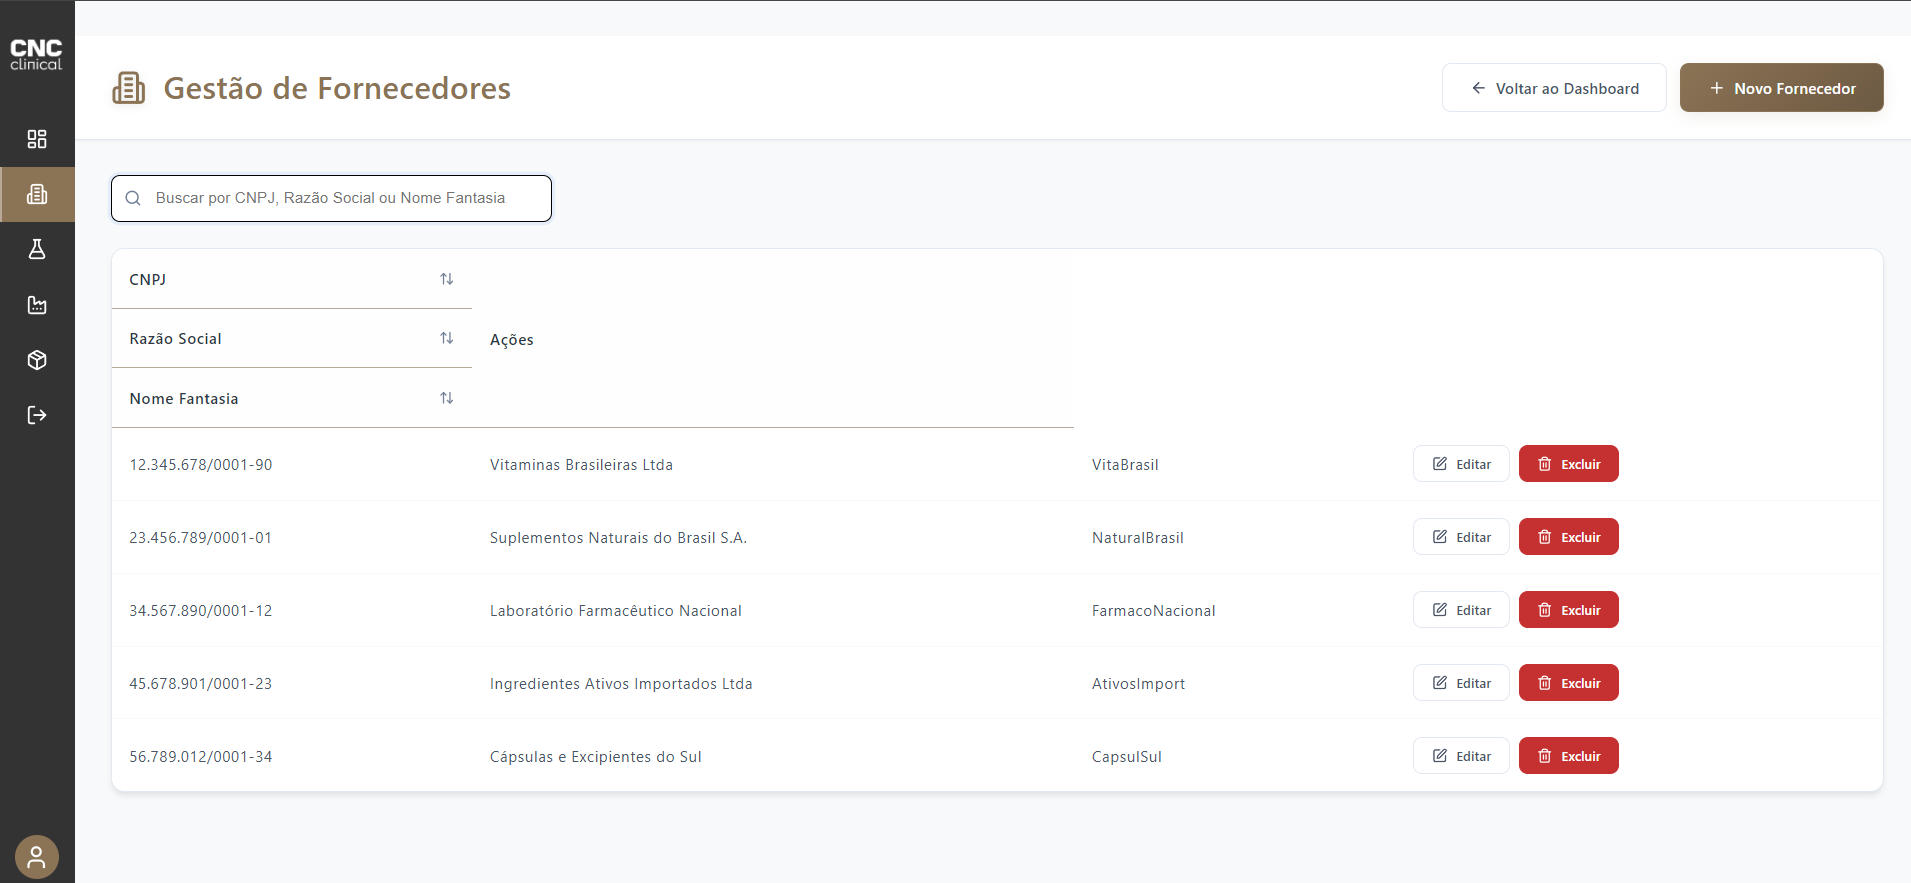 CNC
clinical
Gestão de Fornecedores
Voltar ao Dashboard
Novo Fornecedor
Buscar por CNPJ, Razão Social ou Nome Fantasia
CNPJ
Razão Social
Ações
Nome Fantasia
12.345.678/0001-90 Vitaminas Brasileiras Ltda VitaBrasil Editar Excluir
23.456.789/0001-01 Suplementos Naturais do Brasil S.A. NaturalBrasil Editar Excluir
34.567.890/0001-12 Laboratório Farmacêutico Nacional FarmacoNacional Editar Excluir
45.678.901/0001-23 Ingredientes Ativos Importados Ltda AtivosImport Editar Excluir
56.789.012/0001-34 Cápsulas e Excipientes do Sul CapsulSul Editar Excluir